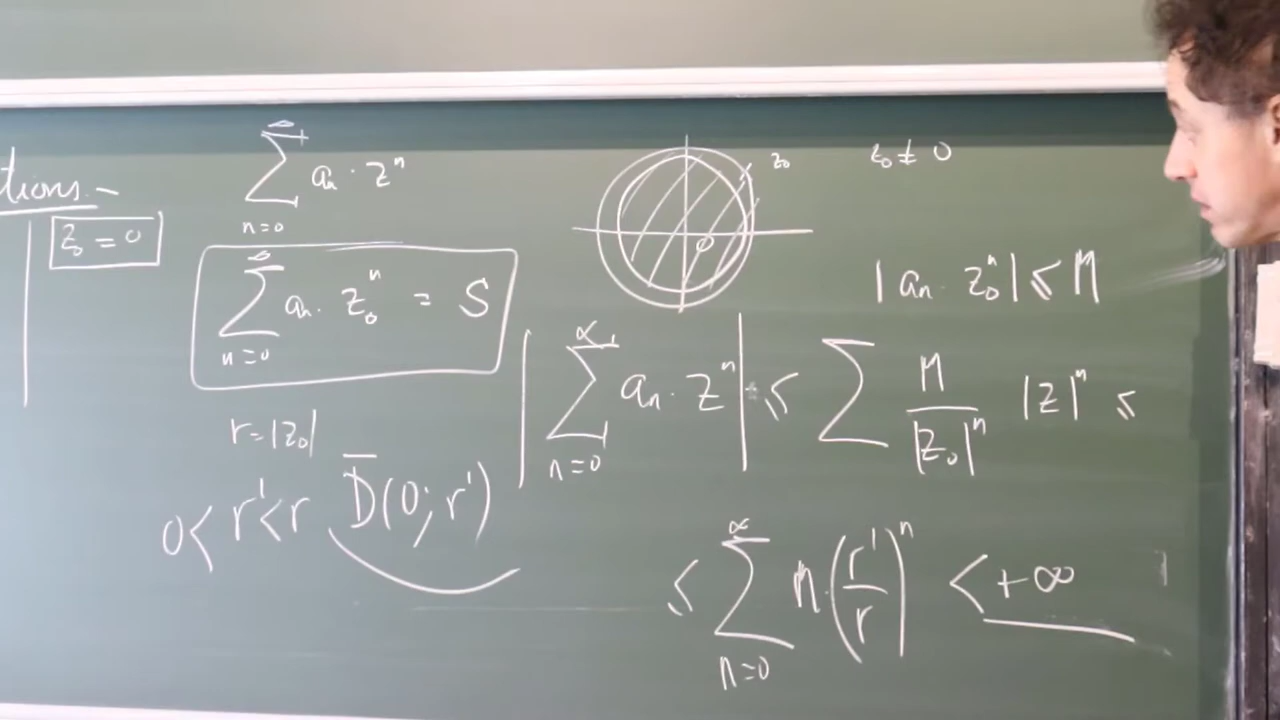 tions.-
z₀ = 0
∞ ∑ n=0 aₙ · zⁿ
∞ ∑ n=0 aₙ · z₀ⁿ = S
r = |z₀|
0 < r' < r D̅(0; r')
z₀
0
z₀ ≠ 0
|aₙ · z₀ⁿ| ≤ M
| ∞ ∑ n=0 aₙ · zⁿ | ≤ ∑ M / |z₀|ⁿ |z|ⁿ ≤
≤ ∞ ∑ n=0 M · (r' / r)ⁿ < +∞